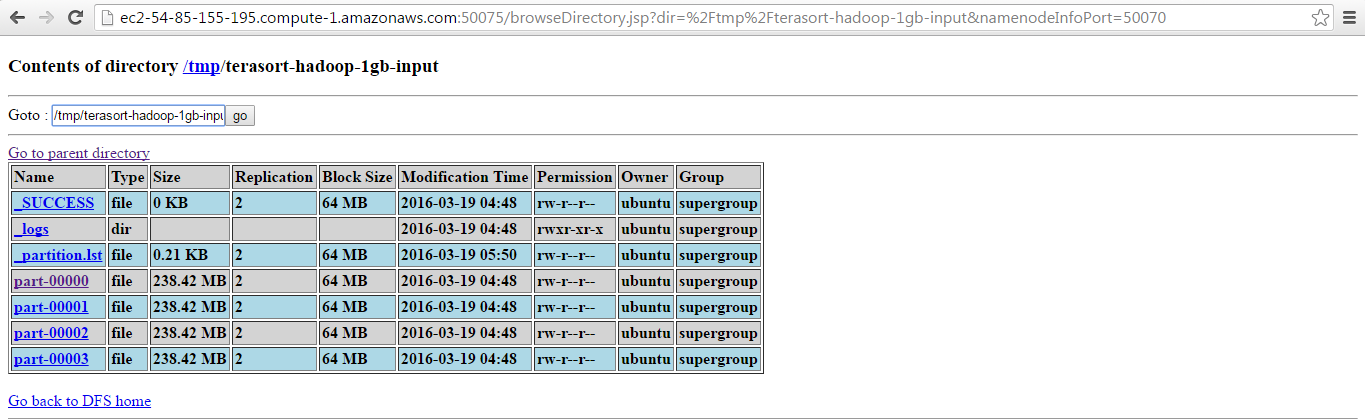 ec2-54-85-155-195.compute-1.amazonaws.com:50075/browseDirectory.jsp?dir=%2Ftmp%2Fterasort-hadoop-1gb-input&namenodeInfoPort=50070
Contents of directory /tmp/terasort-hadoop-1gb-input
Goto : /tmp/terasort-hadoop-1gb-inpu go
Go to parent directory
Name Type Size Replication Block Size Modification Time Permission Owner Group
_SUCCESS file 0 KB 2 64 MB 2016-03-19 04:48 rw-r--r-- ubuntu supergroup
_logs dir 2016-03-19 04:48 rwxr-xr-x ubuntu supergroup
_partition.lst file 0.21 KB 2 64 MB 2016-03-19 05:50 rw-r--r-- ubuntu supergroup
part-00000 file 238.42 MB 2 64 MB 2016-03-19 04:48 rw-r--r-- ubuntu supergroup
part-00001 file 238.42 MB 2 64 MB 2016-03-19 04:48 rw-r--r-- ubuntu supergroup
part-00002 file 238.42 MB 2 64 MB 2016-03-19 04:48 rw-r--r-- ubuntu supergroup
part-00003 file 238.42 MB 2 64 MB 2016-03-19 04:48 rw-r--r-- ubuntu supergroup
Go back to DFS home